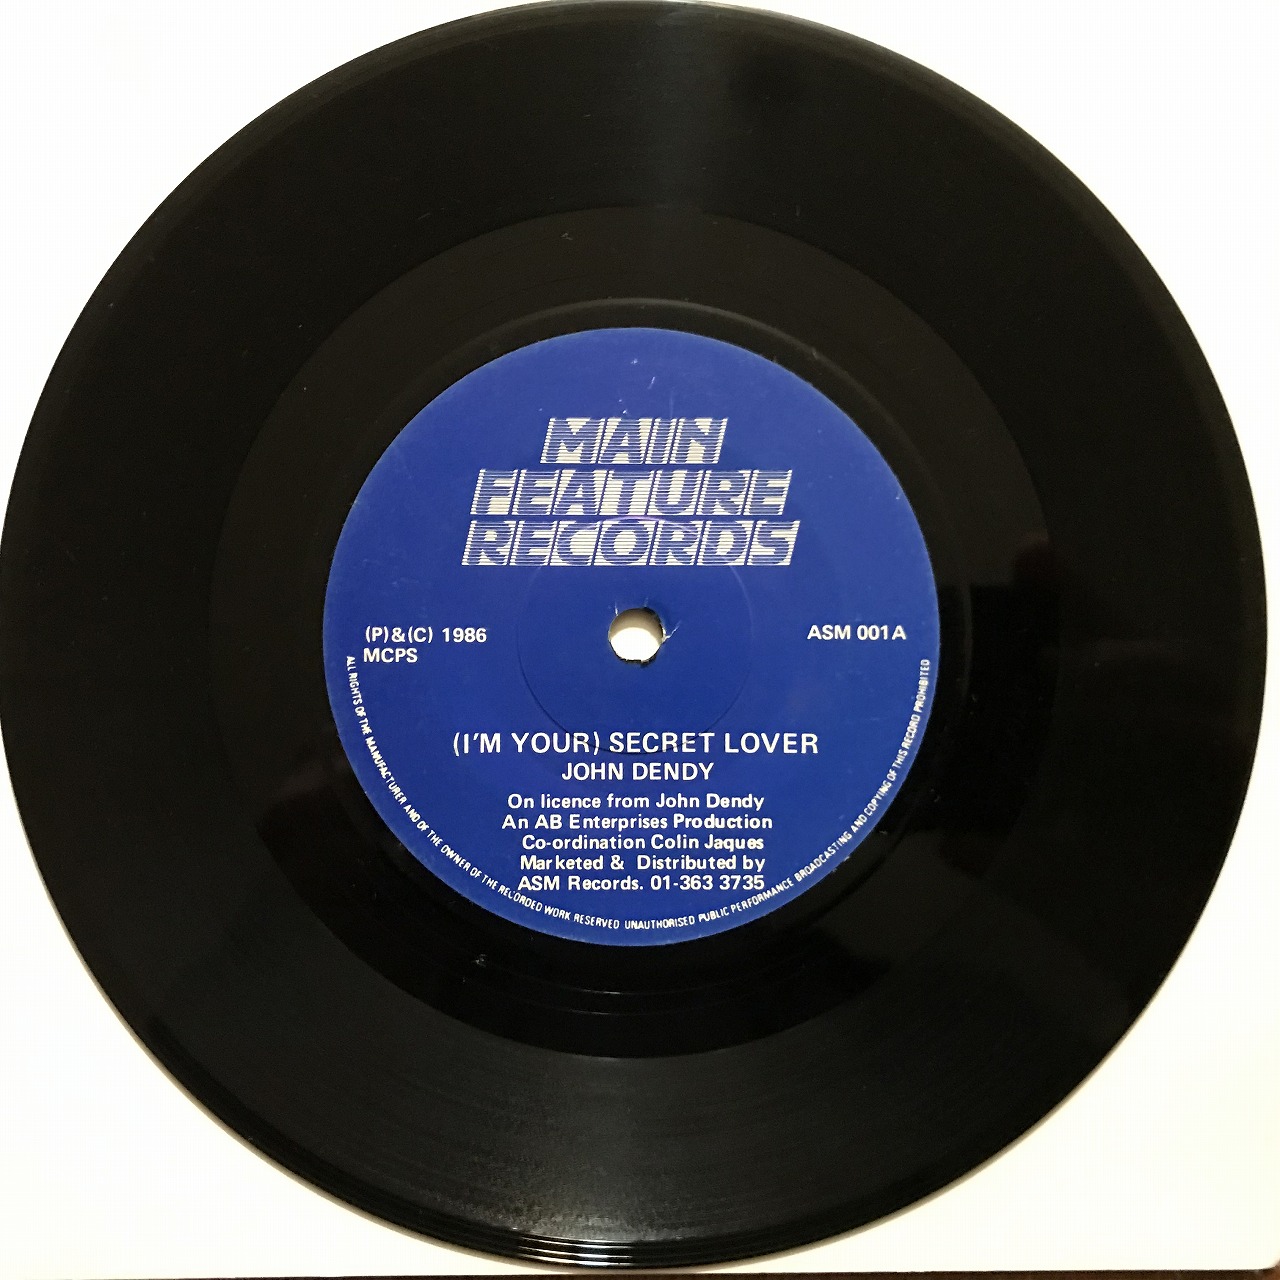 MAIN
FEATURE
RECORDS
(P)&(C) 1986
MCPS
ASM 001A
(I'M YOUR) SECRET LOVER
JOHN DENDY
On licence from John Dendy
An AB Enterprises Production
Co-ordination Colin Jaques
Marketed & Distributed by
ASM Records. 01-363 3735
ALL RIGHTS OF THE MANUFACTURER AND OF THE OWNER OF THE RECORDED WORK RESERVED UNAUTHORISED PUBLIC PERFORMANCE BROADCASTING AND COPYING OF THIS RECORD PROHIBITED